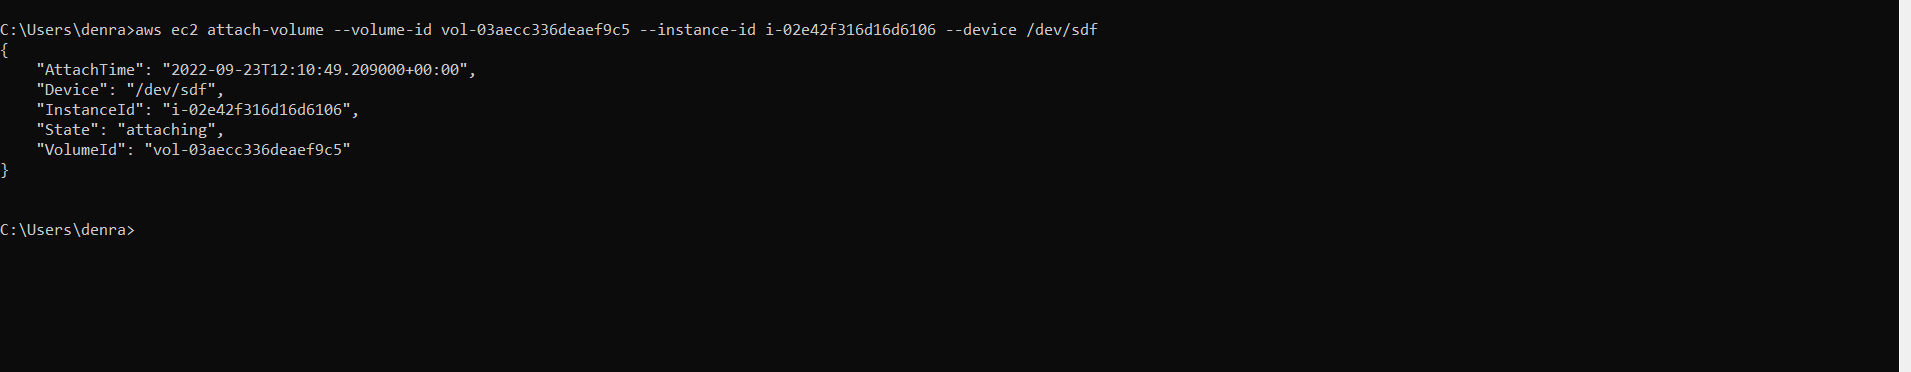 C:\Users\denra>aws ec2 attach-volume --volume-id vol-03aecc336deaef9c5 --instance-id i-02e42f316d16d6106 --device /dev/sdf
{
    "AttachTime": "2022-09-23T12:10:49.209000+00:00",
    "Device": "/dev/sdf",
    "InstanceId": "i-02e42f316d16d6106",
    "State": "attaching",
    "VolumeId": "vol-03aecc336deaef9c5"
}
C:\Users\denra>